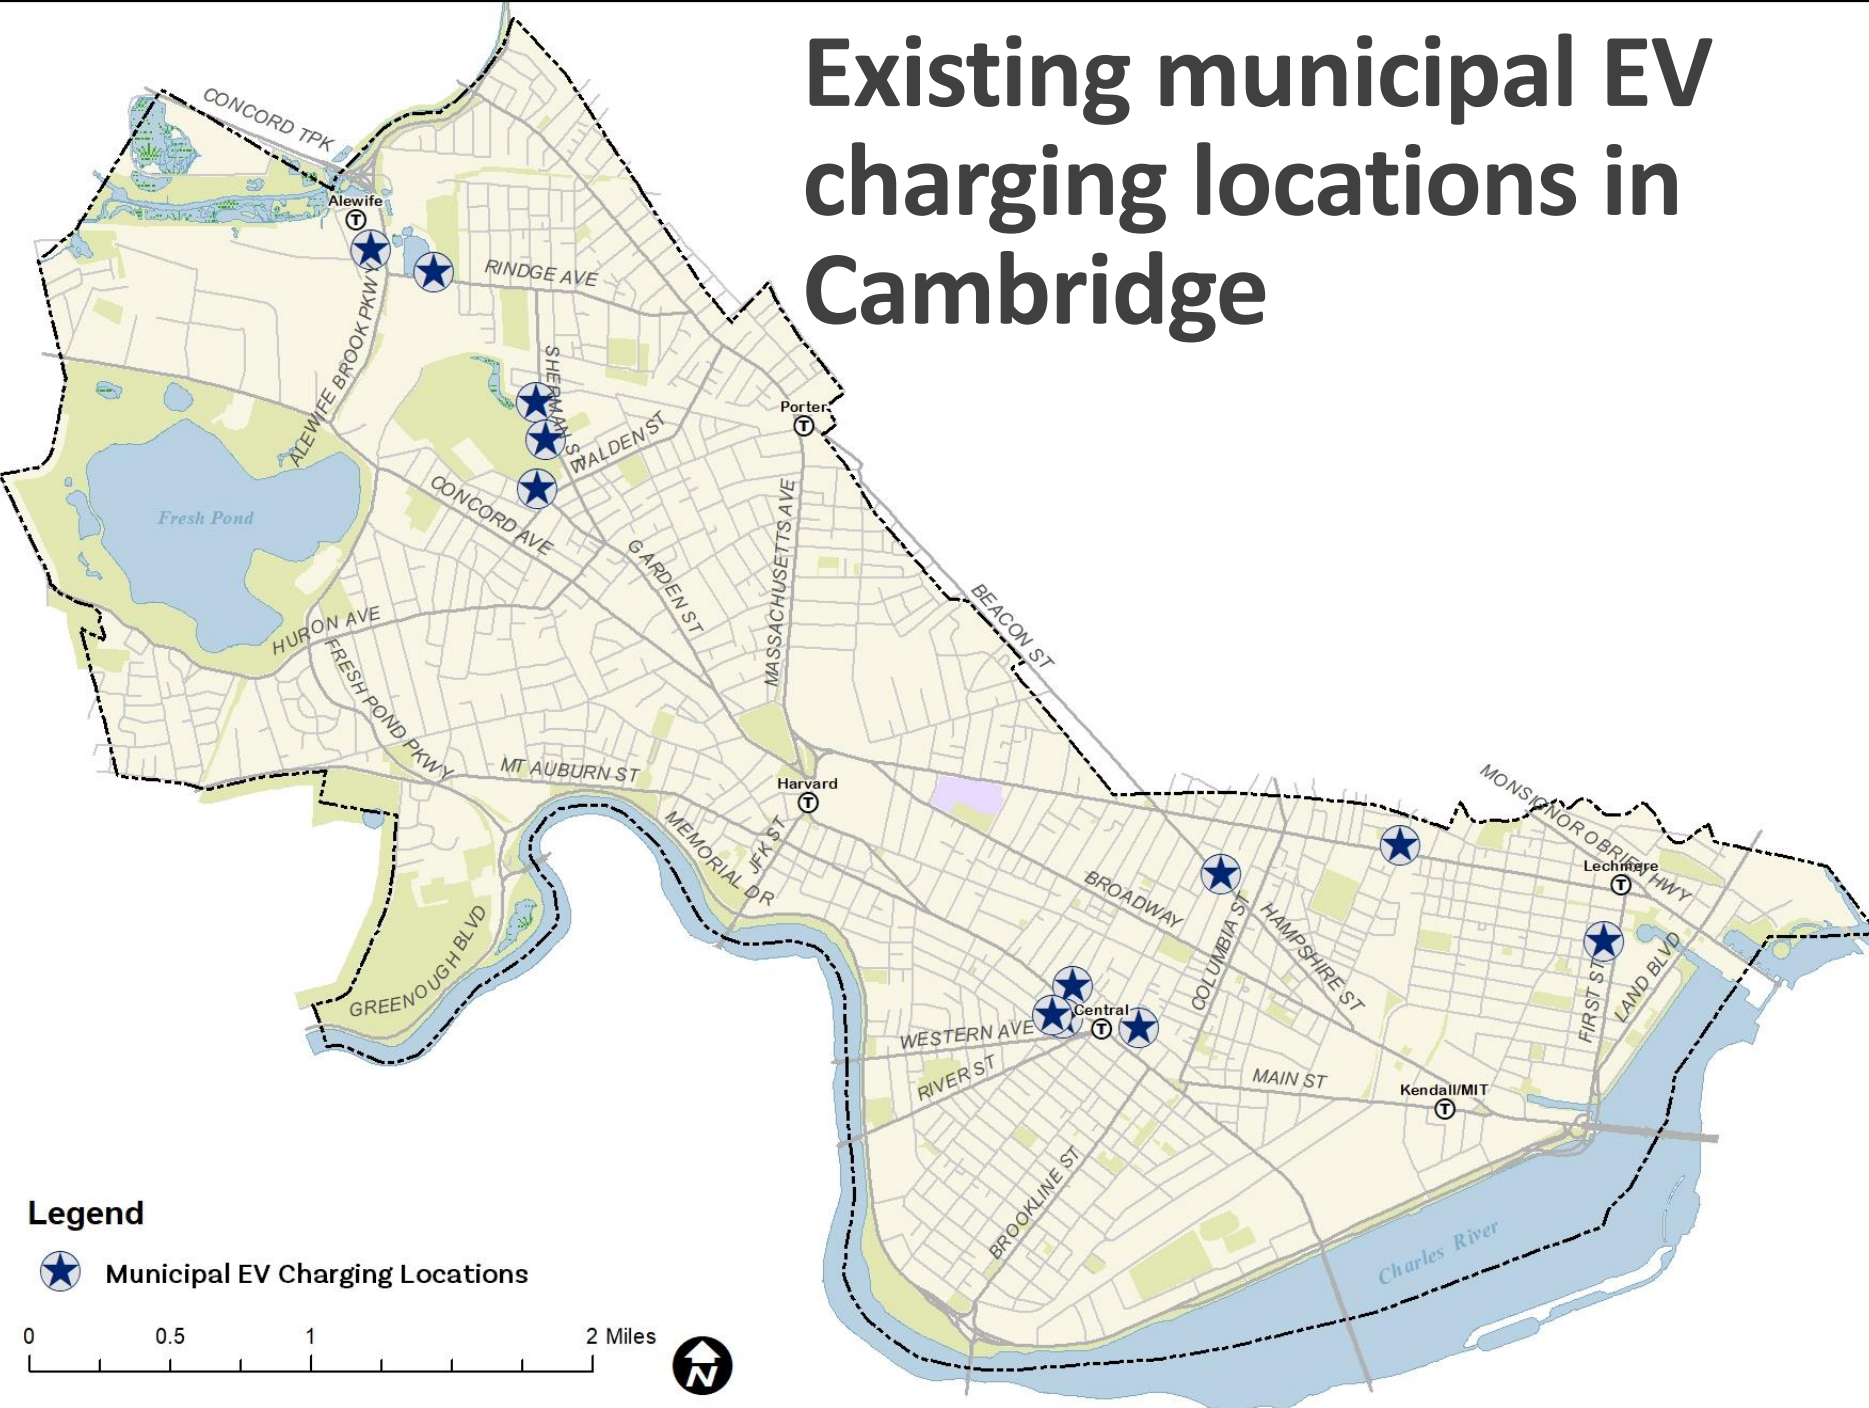 Existing municipal EV
charging locations in
Cambridge
CONCORD TPK
Alewife
T
RINDGE AVE
ALEWIFE BROOK PKWY
SHERMAN ST
WALDEN ST
Porter
T
Fresh Pond
CONCORD AVE
GARDEN ST
MASSACHUSETTS AVE
BEACON ST
HURON AVE
FRESH POND PKWY
MT AUBURN ST
Harvard
T
MEMORIAL DR
JFK ST
MONSIGNOR OBRIEN HWY
Lechmere
T
BROADWAY
COLUMBIA ST
HAMPSHIRE ST
GREENOUGH BLVD
FIRST ST
LAND BLVD
Central
T
WESTERN AVE
RIVER ST
MAIN ST
Kendall/MIT
T
BROOKLINE ST
Charles River
Legend
Municipal EV Charging Locations
0 0.5 1 2 Miles
N